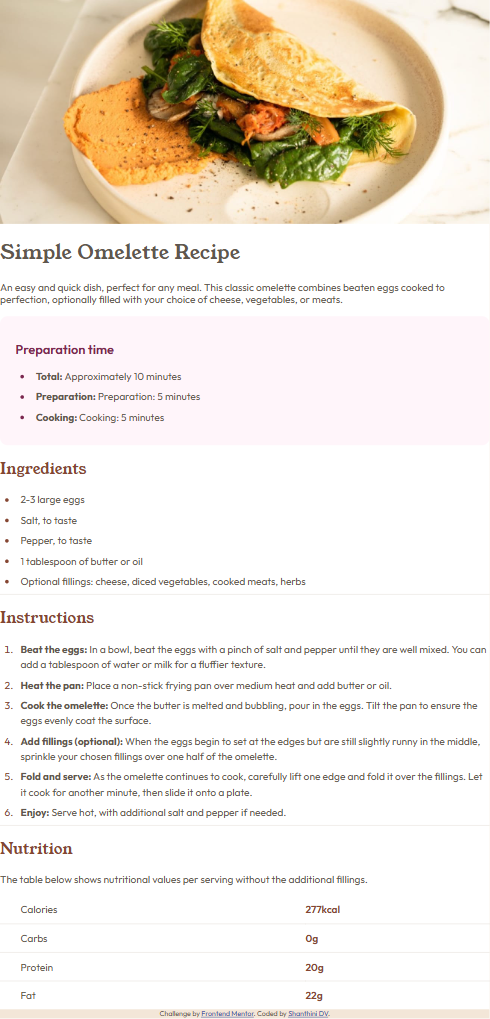 Simple Omelette Recipe
An easy and quick dish, perfect for any meal. This classic omelette combines beaten eggs cooked to
perfection, optionally filled with your choice of cheese, vegetables, or meats.
Preparation time
• Total: Approximately 10 minutes
• Preparation: Preparation: 5 minutes
• Cooking: Cooking: 5 minutes
Ingredients
• 2-3 large eggs
• Salt, to taste
• Pepper, to taste
• 1 tablespoon of butter or oil
• Optional fillings: cheese, diced vegetables, cooked meats, herbs
Instructions
1. Beat the eggs: In a bowl, beat the eggs with a pinch of salt and pepper until they are well mixed. You can
add a tablespoon of water or milk for a fluffier texture.
2. Heat the pan: Place a non-stick frying pan over medium heat and add butter or oil.
3. Cook the omelette: Once the butter is melted and bubbling, pour in the eggs. Tilt the pan to ensure the
eggs evenly coat the surface.
4. Add fillings (optional): When the eggs begin to set at the edges but are still slightly runny in the middle,
sprinkle your chosen fillings over one half of the omelette.
5. Fold and serve: As the omelette continues to cook, carefully lift one edge and fold it over the fillings. Let
it cook for another minute, then slide it onto a plate.
6. Enjoy: Serve hot, with additional salt and pepper if needed.
Nutrition
The table below shows nutritional values per serving without the additional fillings.
Calories 277kcal
Carbs 0g
Protein 20g
Fat 22g
Challenge by Frontend Mentor. Coded by Shanthini DV.